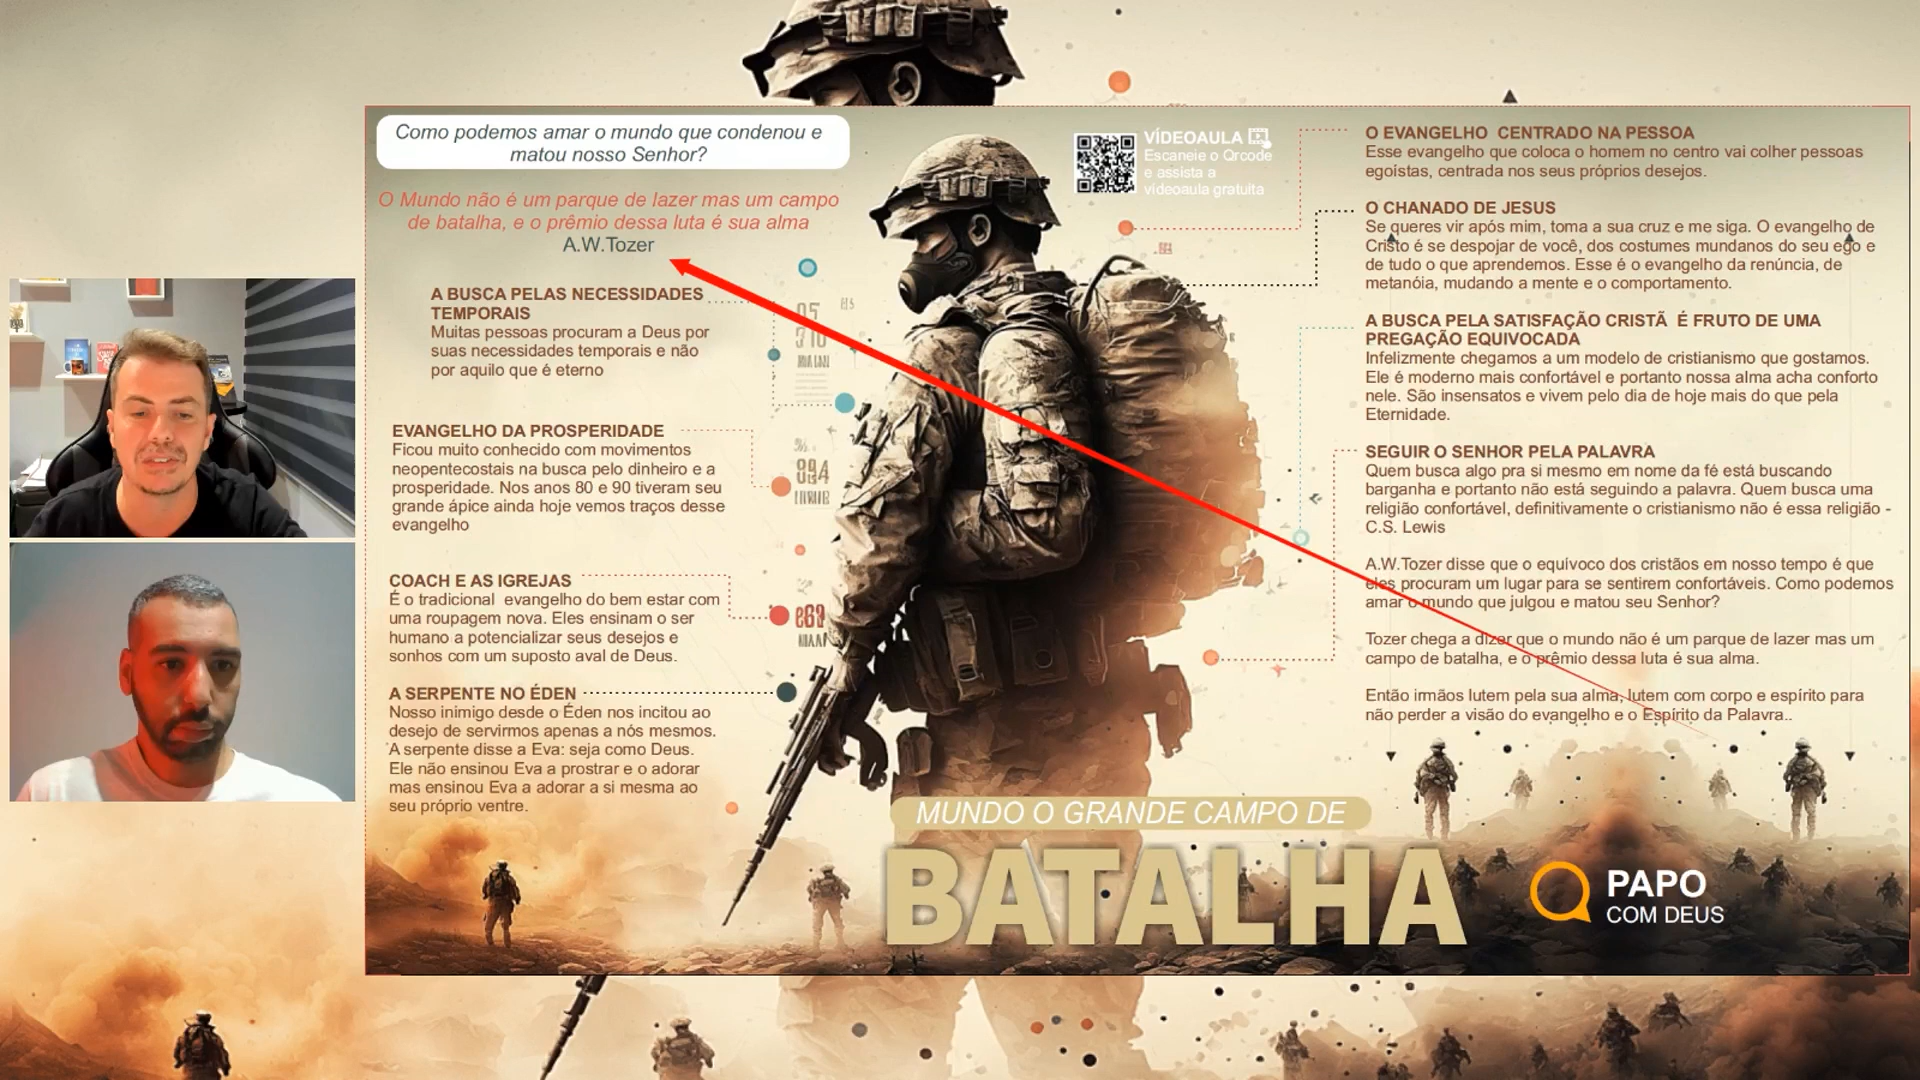 Como podemos amar o mundo que condenou e
matou nosso Senhor?
O Mundo não é um parque de lazer mas um campo
de batalha, e o prêmio dessa luta é sua alma
A.W.Tozer
A BUSCA PELAS NECESSIDADES
TEMPORAIS
Muitas pessoas procuram a Deus por
suas necessidades temporais e não
por aquilo que é eterno
EVANGELHO DA PROSPERIDADE
Ficou muito conhecido com movimentos
neopentecostais na busca pelo dinheiro e a
prosperidade. Nos anos 80 e 90 tiveram seu
grande ápice ainda hoje vemos traços desse
evangelho
COACH E AS IGREJAS
É o tradicional evangelho do bem estar com
uma roupagem nova. Eles ensinam o ser
humano a potencializar seus desejos e
sonhos com um suposto aval de Deus.
A SERPENTE NO ÉDEN
Nosso inimigo desde o Éden nos incitou ao
desejo de servirmos apenas a nós mesmos.
A serpente disse a Eva: seja como Deus.
Ele não ensinou Eva a prostrar e o adorar
mas ensinou Eva a adorar a si mesma ao
seu próprio ventre.
VÍDEOAULA
Escaneie o Qrcode
e assista a
vídeoaula gratuita
O EVANGELHO CENTRADO NA PESSOA
Esse evangelho que coloca o homem no centro vai colher pessoas
egoístas, centrada nos seus próprios desejos.
O CHANADO DE JESUS
Se queres vir após mim, toma a sua cruz e me siga. O evangelho de
Cristo é se despojar de você, dos costumes mundanos do seu ego e
de tudo o que aprendemos. Esse é o evangelho da renúncia, de
metanóia, mudando a mente e o comportamento.
A BUSCA PELA SATISFAÇÃO CRISTÃ É FRUTO DE UMA
PREGAÇÃO EQUIVOCADA
Infelizmente chegamos a um modelo de cristianismo que gostamos.
Ele é moderno mais confortável e portanto nossa alma acha conforto
nele. São insensatos e vivem pelo dia de hoje mais do que pela
Eternidade.
SEGUIR O SENHOR PELA PALAVRA
Quem busca algo pra si mesmo em nome da fé está buscando
barganha e portanto não está seguindo a palavra. Quem busca uma
religião confortável, definitivamente o cristianismo não é essa religião -
C.S. Lewis
A.W.Tozer disse que o equívoco dos cristãos em nosso tempo é que
eles procuram um lugar para se sentirem confortáveis. Como podemos
amar o mundo que julgou e matou seu Senhor?
Tozer chega a dizer que o mundo não é um parque de lazer mas um
campo de batalha, e o prêmio dessa luta é sua alma.
Então irmãos lutem pela sua alma, lutem com corpo e espírito para
não perder a visão do evangelho e o Espírito da Palavra..
MUNDO O GRANDE CAMPO DE
BATALHA
PAPO
COM DEUS